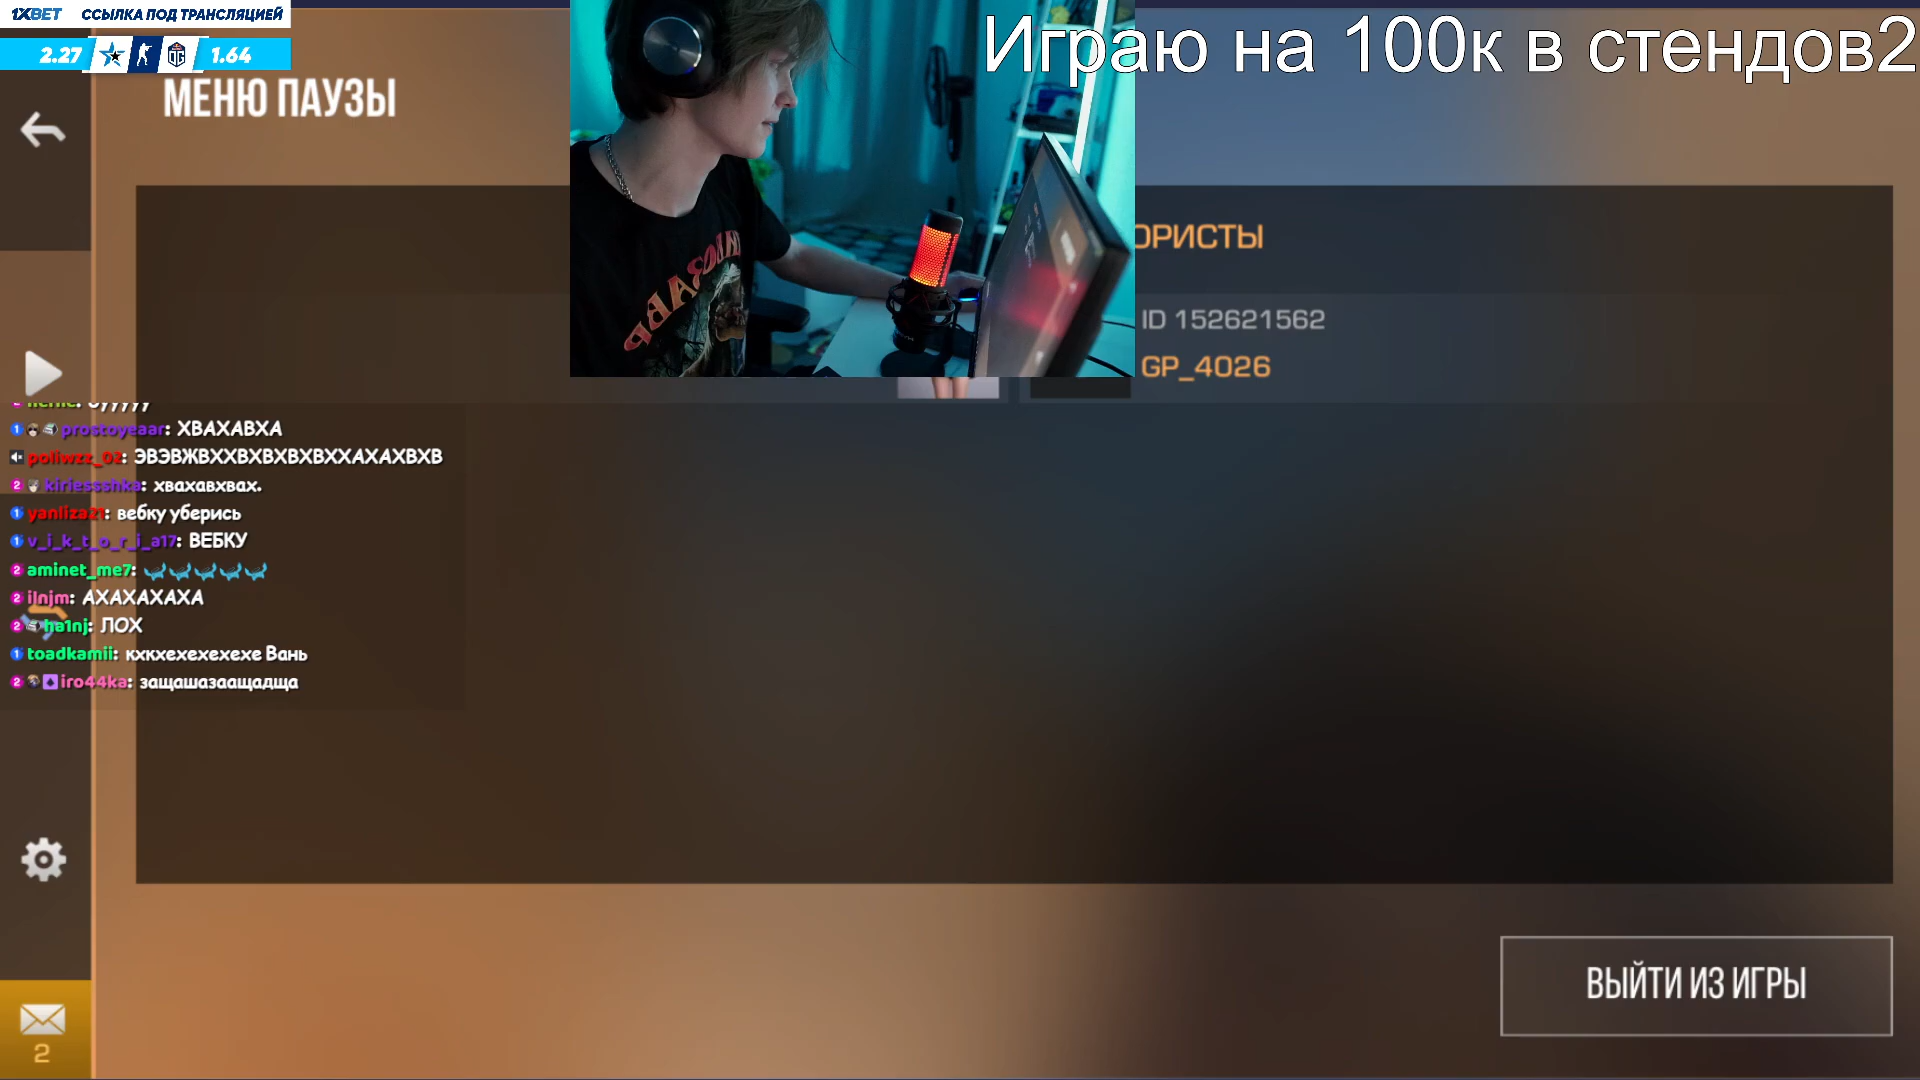 1XBET ССЫЛКА ПОД ТРАНСЛЯЦИЕЙ
2.27 OG 1.64
Играю на 100к в стендов2
МЕНЮ ПАУЗЫ
ОРИСТЫ
ID 152621562
GP_4026
prostoyeaar: ХВАХАВХА
poliwzz_02: ЭВЭВЖВХХВХВХВХВХХАХАХВХВ
kiriessshka: хвахавхвах.
yanliza21: вебку уберись
v_i_k_t_o_r_i_a17: ВЕБКУ
aminet_me7:
ilnjm: АХАХАХАХА
ha1nj: ЛОХ
toadkamii: кхкхехехехехе Вань
iro44ka: защашазаащадща
ВЫЙТИ ИЗ ИГРЫ
2